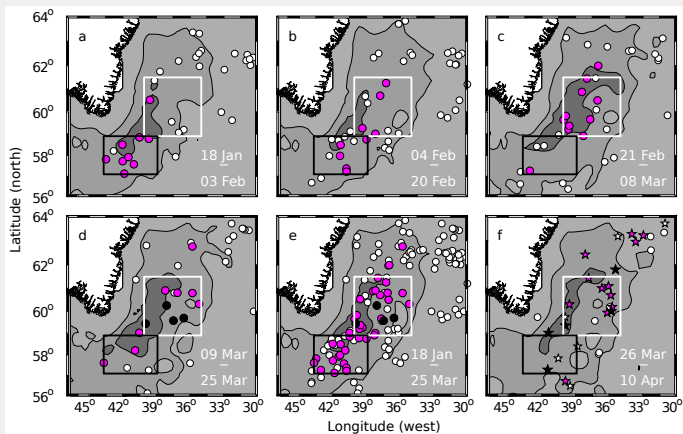 64°
62°
60°
58°
56°
a
18 Jan
–
03 Feb
b
04 Feb
–
20 Feb
c
21 Feb
–
08 Mar
64°
62°
60°
58°
56°
d
09 Mar
–
25 Mar
e
18 Jan
–
25 Mar
f
26 Mar
–
10 Apr
45° 42° 39° 36° 33° 30°
45° 42° 39° 36° 33° 30°
45° 42° 39° 36° 33° 30°
Latitude (north)
Longitude (west)